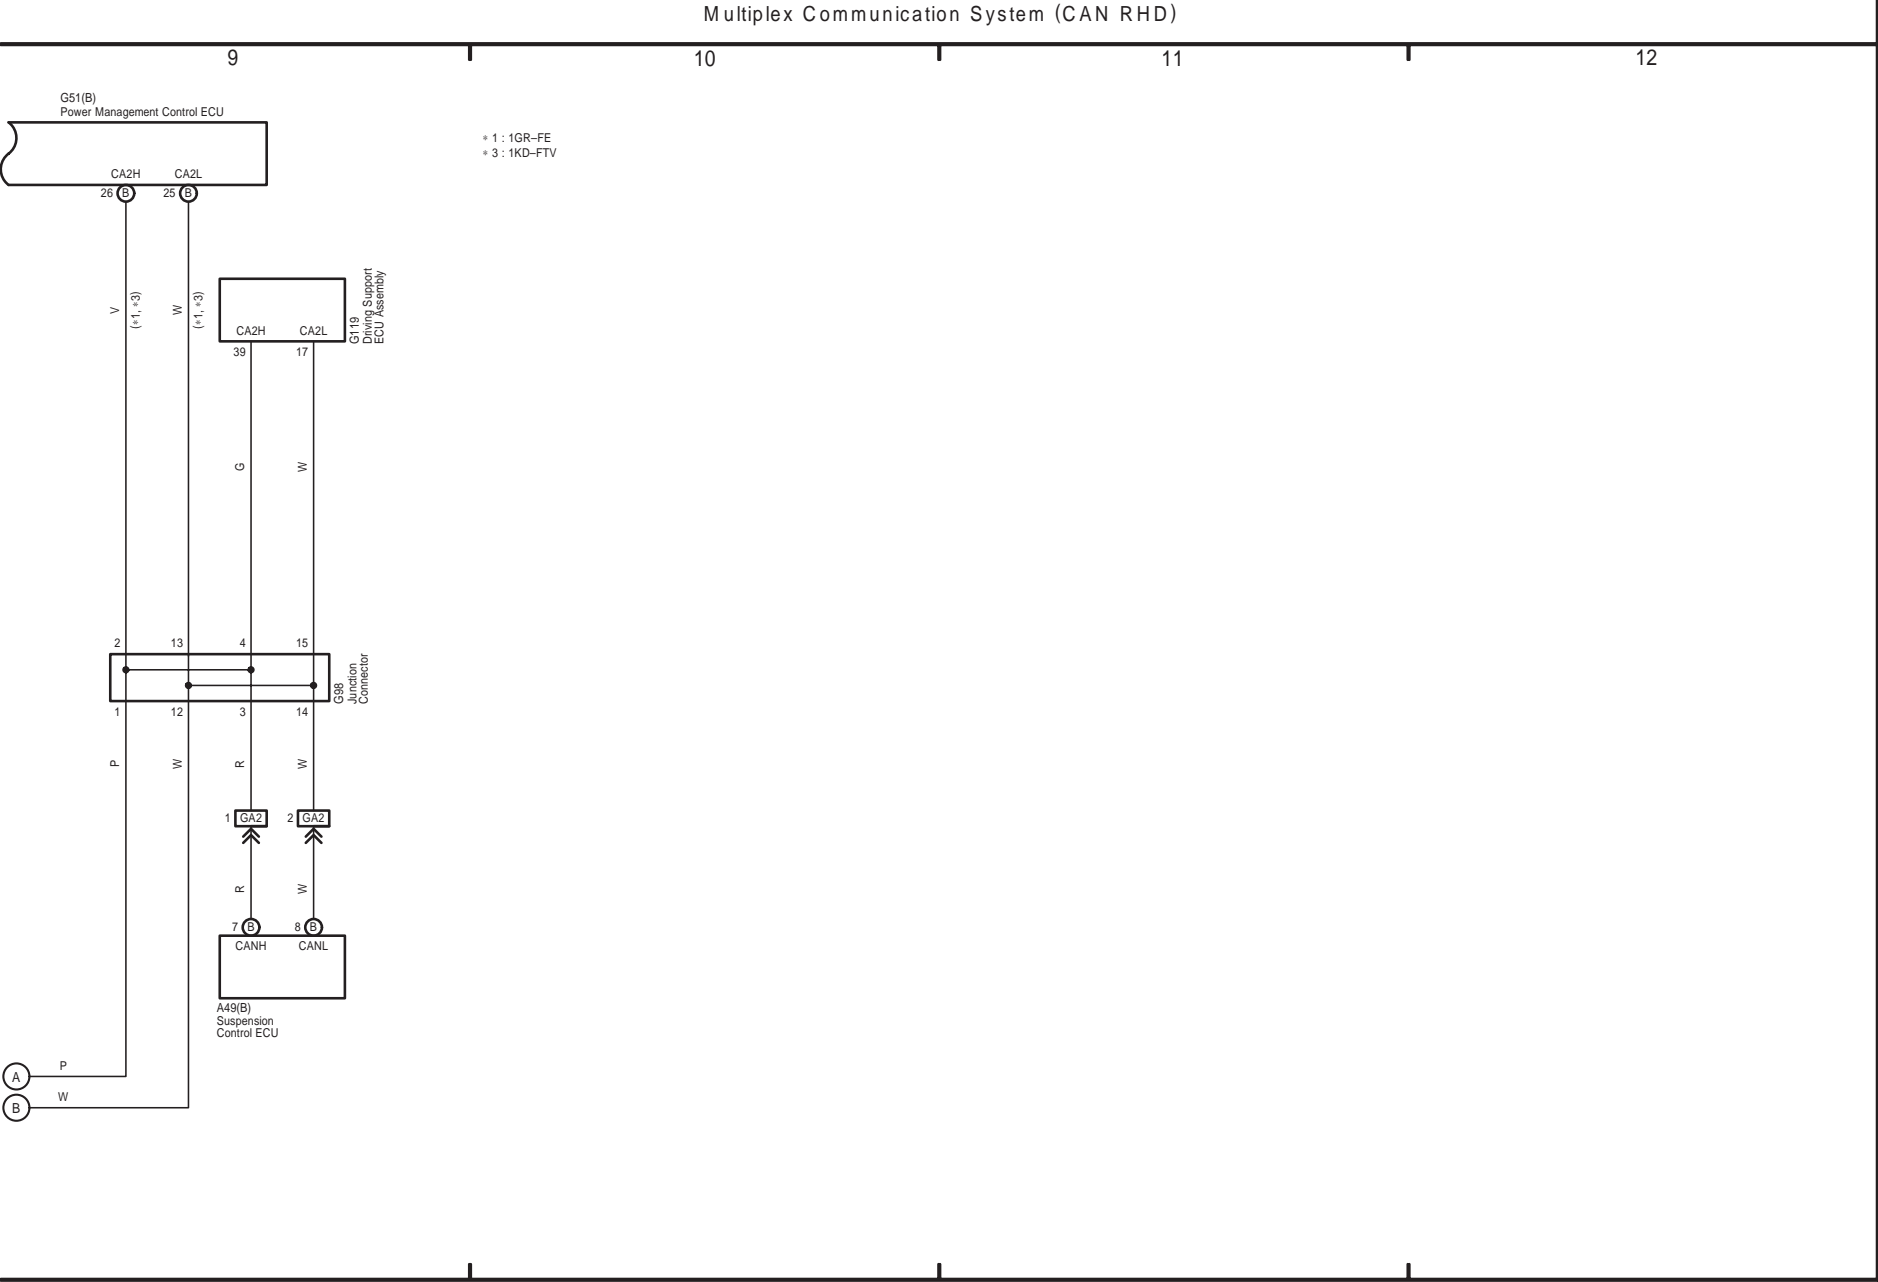 Multiplex Communication System (CAN RHD)
9
10
11
12
G51(B)
Power Management Control ECU
∗ 1 : 1GR–FE
∗ 3 : 1KD–FTV
CA2H
CA2L
26
B
25
B
V
(∗1, ∗3)
W
(∗1, ∗3)
CA2H
CA2L
G119
Driving Support
ECU Assembly
39
17
G
W
2
13
4
15
G98
Junction
Connector
1
12
3
14
P
W
R
W
1
GA2
2
GA2
R
W
7
B
8
B
CANH
CANL
A49(B)
Suspension
Control ECU
A
P
B
W